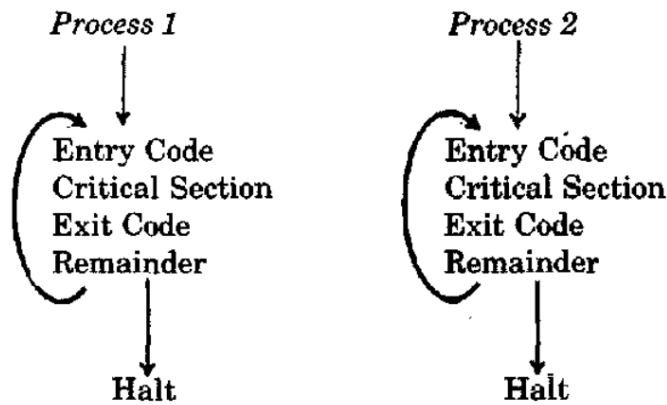 Process 1
Entry Code
Critical Section
Exit Code
Remainder
Halt
Process 2
Entry Code
Critical Section
Exit Code
Remainder
Halt